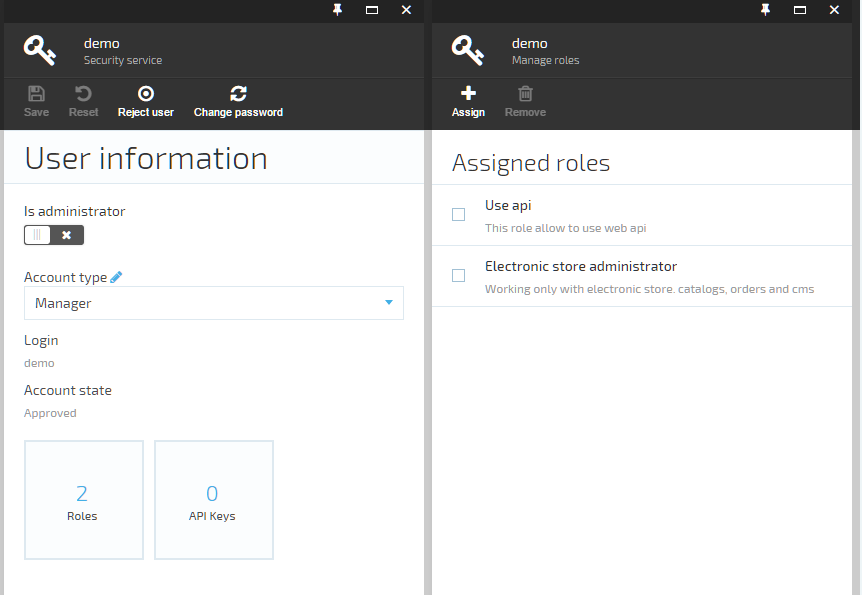 demo
Security service
Save
Reset
Reject user
Change password
User information
Is administrator
Account type
Manager
Login
demo
Account state
Approved
2
Roles
0
API Keys
demo
Manage roles
Assign
Remove
Assigned roles
Use api
This role allow to use web api
Electronic store administrator
Working only with electronic store. catalogs, orders and cms